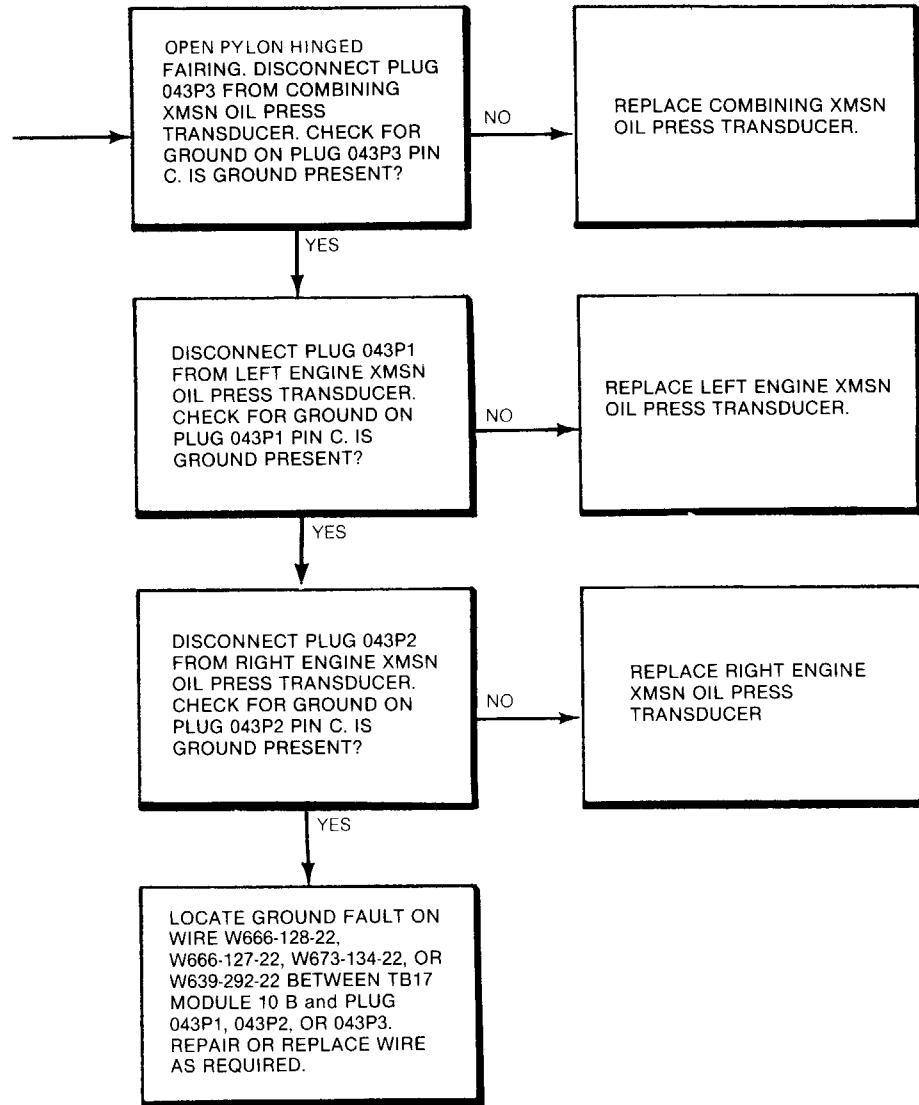 OPEN PYLON HINGED
FAIRING. DISCONNECT PLUG
043P3 FROM COMBINING
XMSN OIL PRESS
TRANSDUCER. CHECK FOR
GROUND ON PLUG 043P3 PIN
C. IS GROUND PRESENT?
NO
REPLACE COMBINING XMSN
OIL PRESS TRANSDUCER.
YES
DISCONNECT PLUG 043P1
FROM LEFT ENGINE XMSN
OIL PRESS TRANSDUCER.
CHECK FOR GROUND ON
PLUG 043P1 PIN C. IS
GROUND PRESENT?
NO
REPLACE LEFT ENGINE XMSN
OIL PRESS TRANSDUCER.
YES
DISCONNECT PLUG 043P2
FROM RIGHT ENGINE XMSN
OIL PRESS TRANSDUCER.
CHECK FOR GROUND ON
PLUG 043P2 PIN C. IS
GROUND PRESENT?
NO
REPLACE RIGHT ENGINE
XMSN OIL PRESS
TRANSDUCER
YES
LOCATE GROUND FAULT ON
WIRE W666-128-22,
W666-127-22, W673-134-22, OR
W639-292-22 BETWEEN TB17
MODULE 10 B and PLUG
043P1, 043P2, OR 043P3.
REPAIR OR REPLACE WIRE
AS REQUIRED.